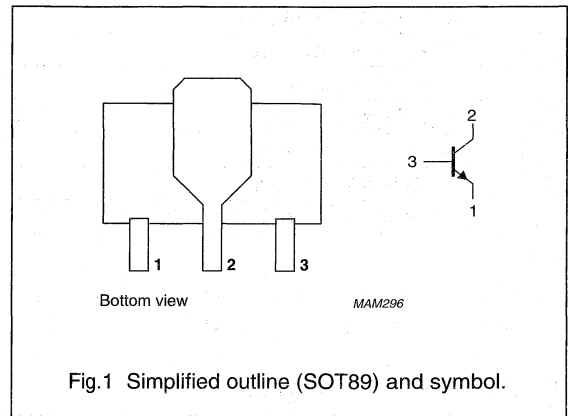 2
3
1
1 2 3
Bottom view
MAM296
Fig.1 Simplified outline (SOT89) and symbol.